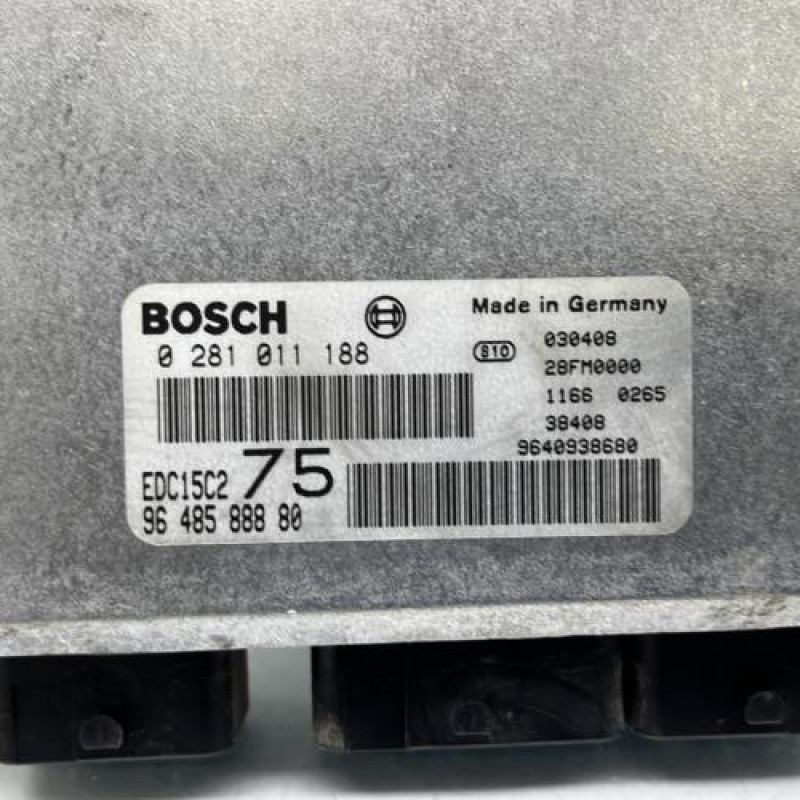 BOSCH
Made in Germany
0 281 011 188
S10
030408
28FM0000
1166 0265
38408
9640938680
EDC15C2 75
96 485 888 80